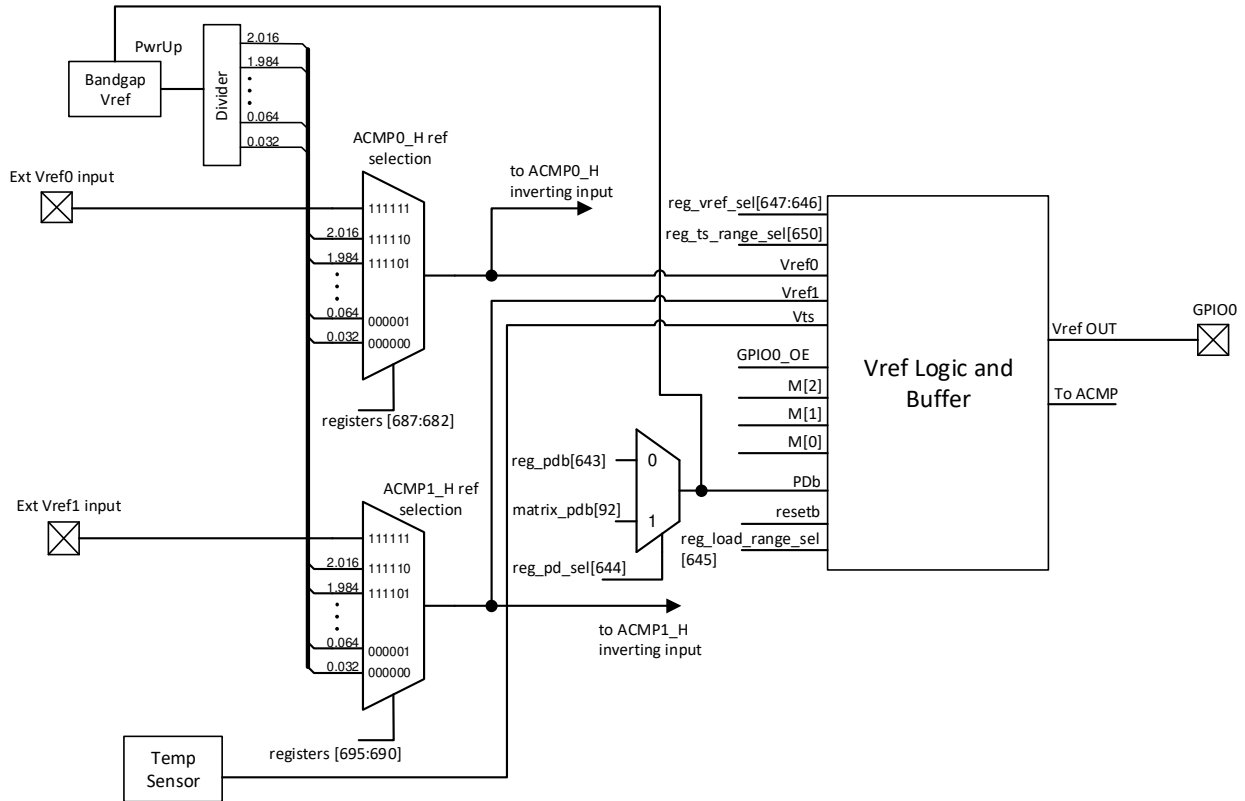 PwrUp
Bandgap
Vref
Divider
2.016
1.984
0.064
0.032
Ext Vref0 input
ACMP0_H ref
selection
111111
2.016
111110
1.984
111101
0.064
000001
0.032
000000
registers [687:682]
to ACMP0_H
inverting input
Ext Vref1 input
ACMP1_H ref
selection
111111
2.016
111110
1.984
111101
0.064
000001
0.032
000000
registers [695:690]
to ACMP1_H
inverting input
Temp
Sensor
reg_pdb[643]
0
matrix_pdb[92]
1
reg_pd_sel[644]
reg_vref_sel[647:646]
reg_ts_range_sel[650]
Vref0
Vref1
Vts
GPIO0_OE
M[2]
M[1]
M[0]
PDb
resetb
reg_load_range_sel
[645]
Vref Logic and
Buffer
Vref OUT
To ACMP
GPIO0